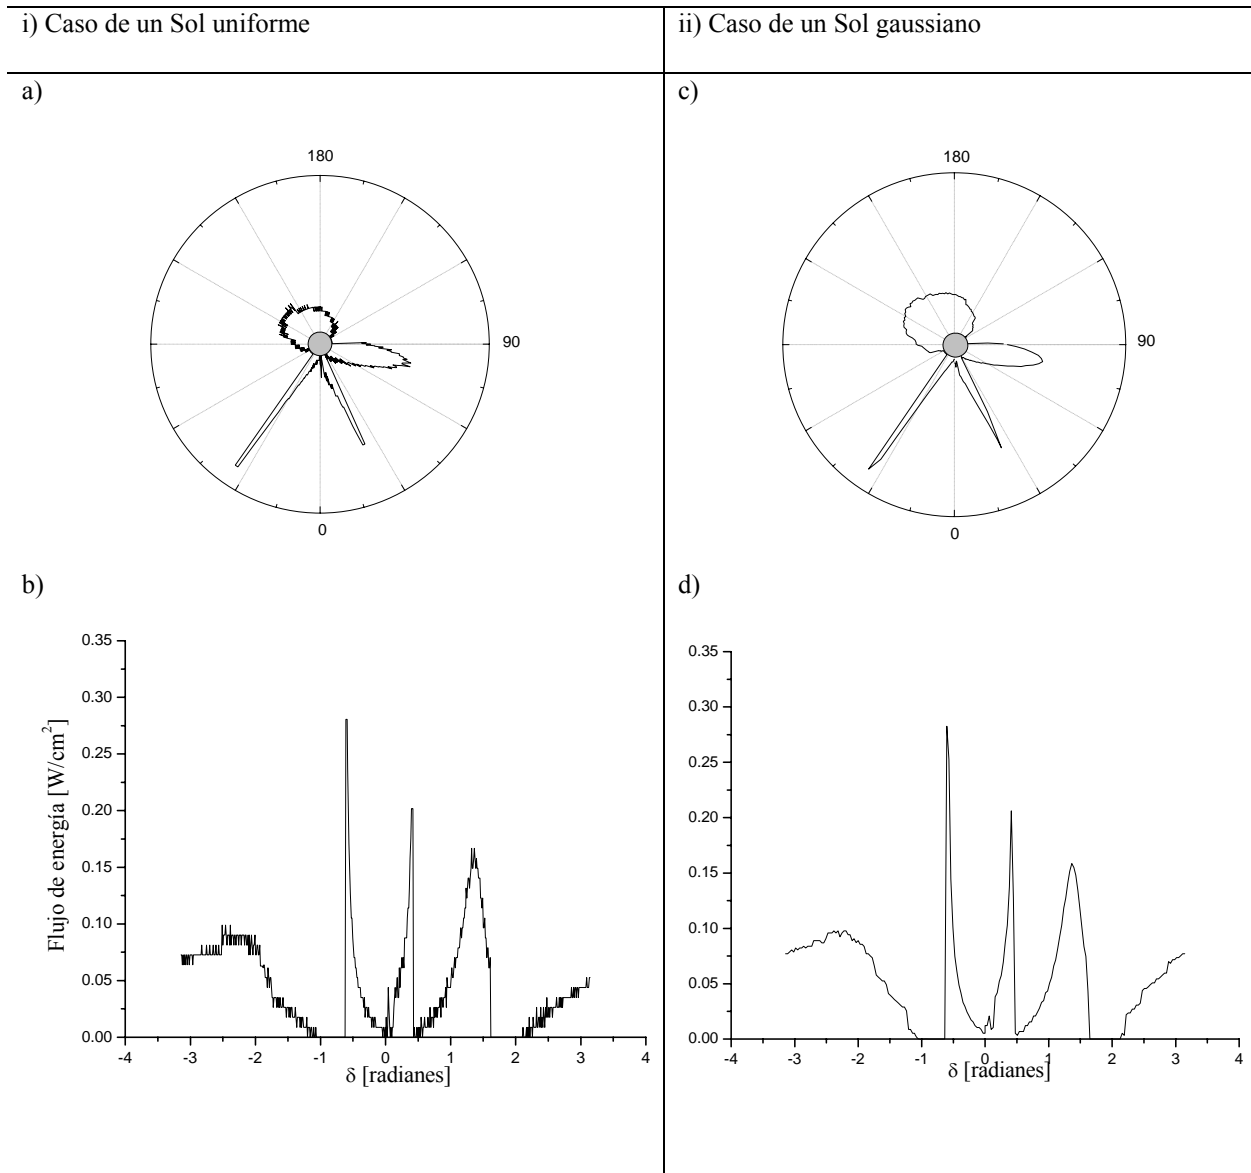 i) Caso de un Sol uniforme
ii) Caso de un Sol gaussiano
a)
180
90
0
c)
180
90
0
b)
0.35
0.30
0.25
0.20
0.15
0.10
0.05
0.00
Flujo de energía [W/cm²]
-4 -3 -2 -1 0 1 2 3 4
δ [radianes]
d)
0.35
0.30
0.25
0.20
0.15
0.10
0.05
0.00
-4 -3 -2 -1 0 1 2 3 4
δ [radianes]